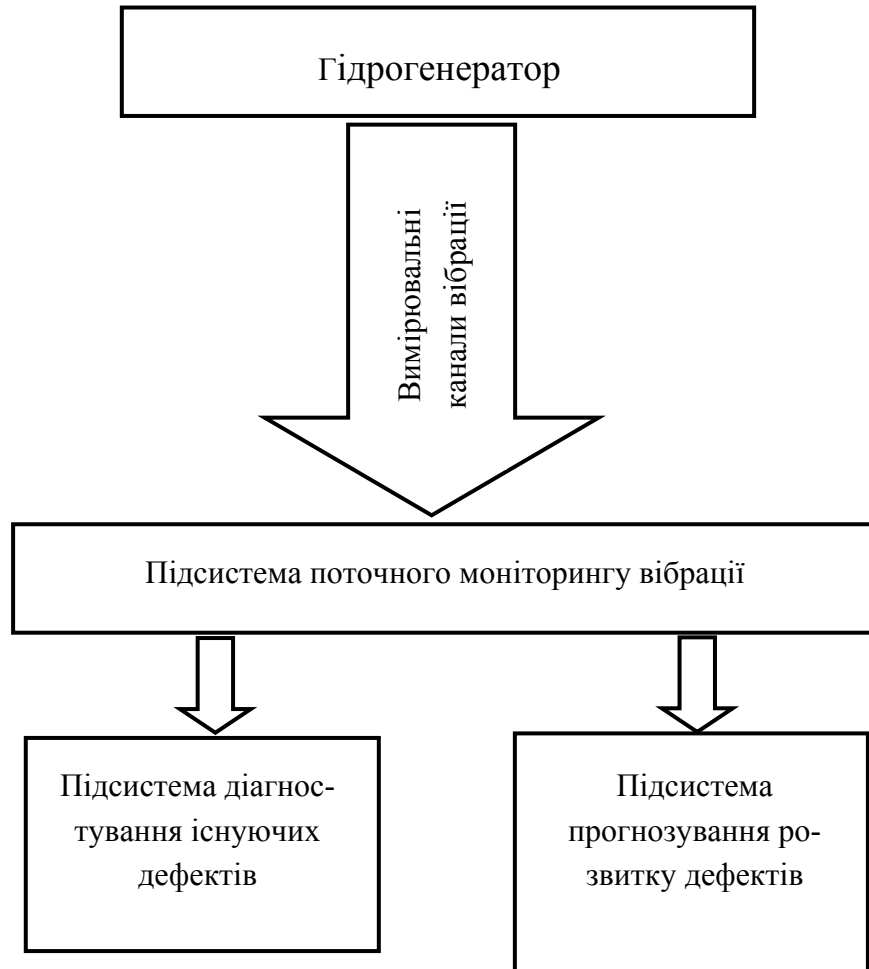 Гідрогенератор
Вимірювальні
канали вібрації
Підсистема поточного моніторингу вібрації
Підсистема діагнос-
тування існуючих
дефектів
Підсистема
прогнозування ро-
звитку дефектів